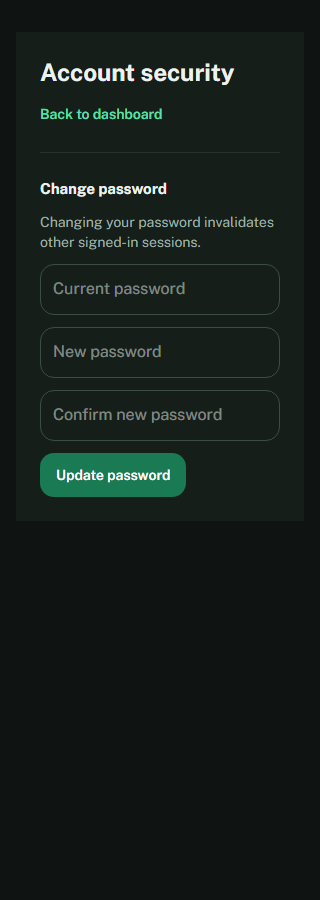 Account security
Back to dashboard
Change password
Changing your password invalidates
other signed-in sessions.
Current password
New password
Confirm new password
Update password